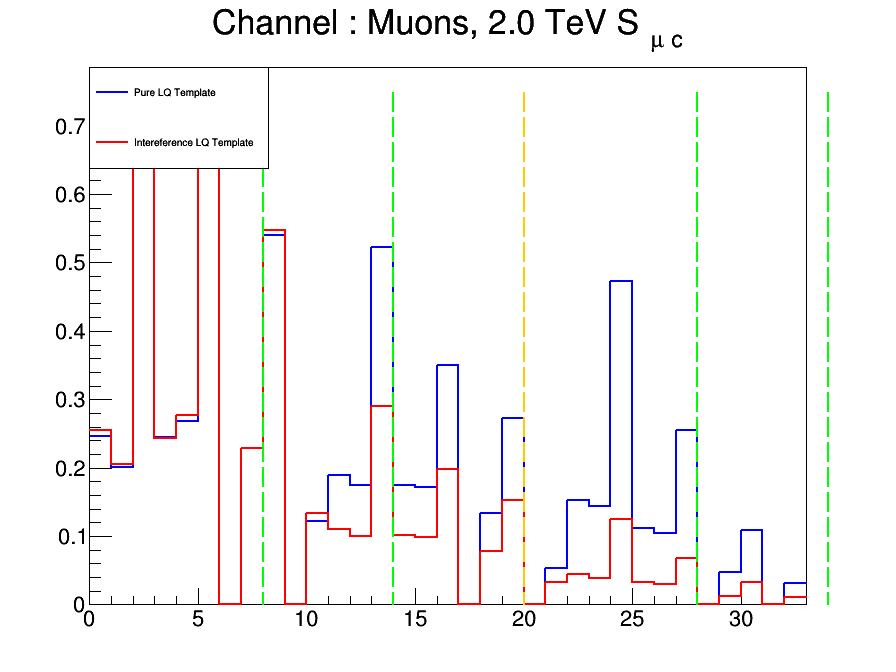 Channel : Muons, 2.0 TeV S μ c
Pure LQ Template
Intereference LQ Template
0.7
0.6
0.5
0.4
0.3
0.2
0.1
0
0 5 10 15 20 25 30